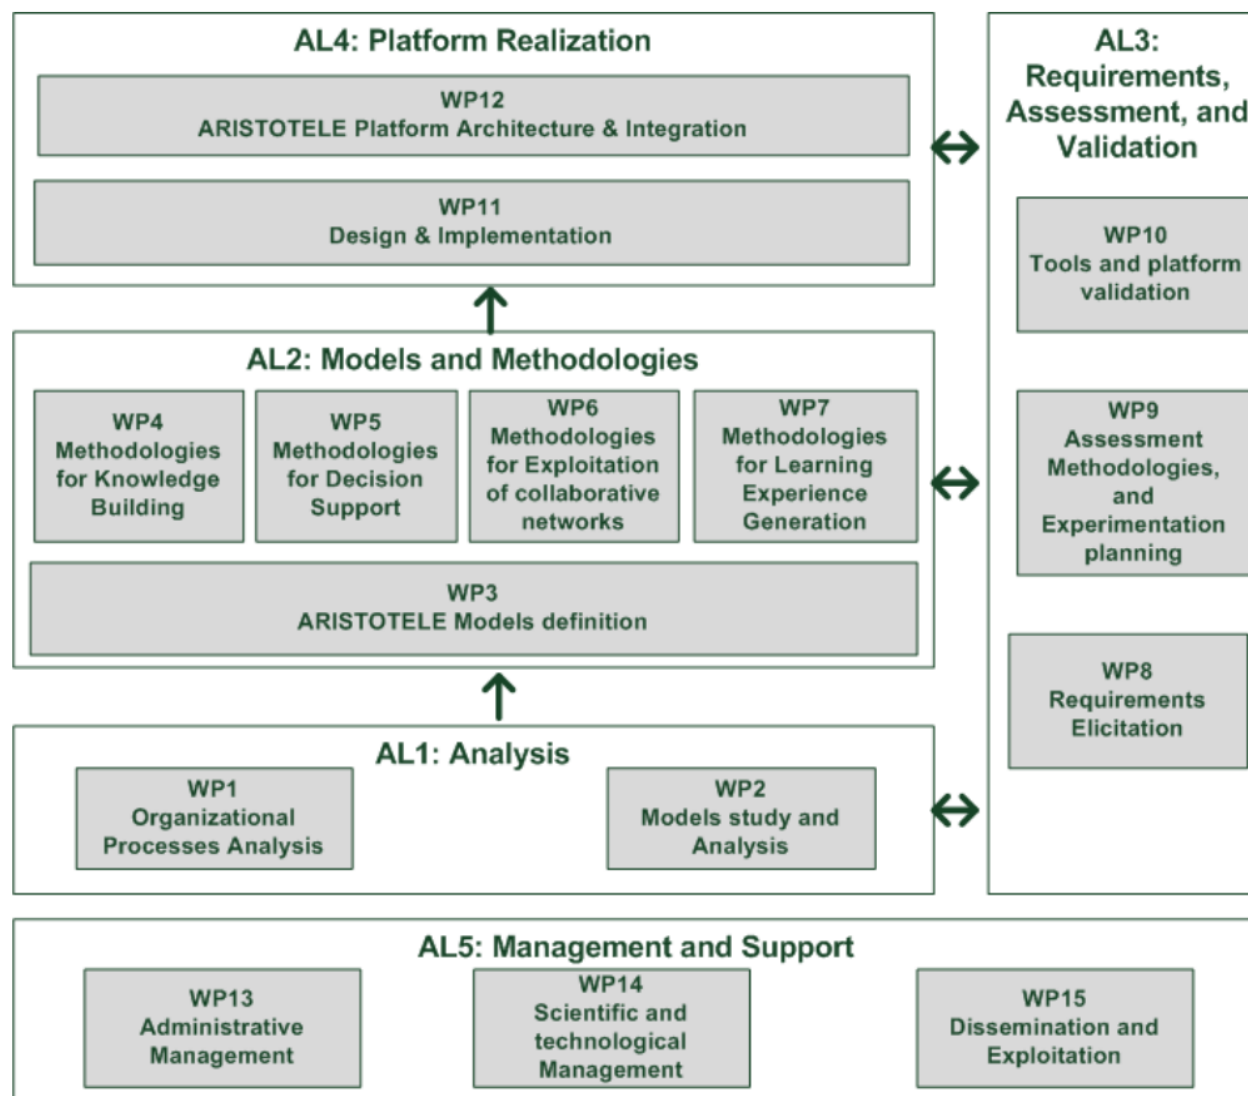 AL4: Platform Realization
WP12
ARISTOTELE Platform Architecture & Integration
WP11
Design & Implementation
AL3:
Requirements,
Assessment, and
Validation
WP10
Tools and platform
validation
WP9
Assessment
Methodologies,
and
Experimentation
planning
WP8
Requirements
Elicitation
AL2: Models and Methodologies
WP4
Methodologies
for Knowledge
Building
WP5
Methodologies
for Decision
Support
WP6
Methodologies
for Exploitation
of collaborative
networks
WP7
Methodologies
for Learning
Experience
Generation
WP3
ARISTOTELE Models definition
AL1: Analysis
WP1
Organizational
Processes Analysis
WP2
Models study and
Analysis
AL5: Management and Support
WP13
Administrative
Management
WP14
Scientific and
technological
Management
WP15
Dissemination and
Exploitation